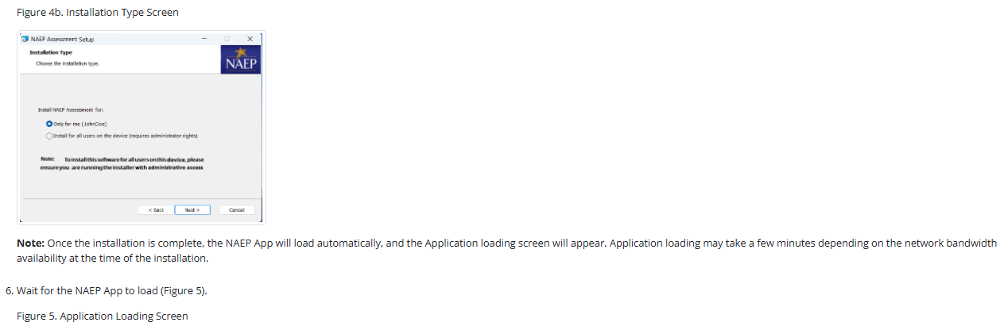 Figure 4b. Installation Type Screen
NAEP Assessment Setup
Installation Type
Choose the installation type.
NAEP
Install NAEP Assessment for:
Only for me (JohnDoe)
Install for all users on the device (requires administrator rights)
Note: To install this software for all users on this device, please
ensure you are running the installer with administrative access
< Back Next > Cancel
Note: Once the installation is complete, the NAEP App will load automatically, and the Application loading screen will appear. Application loading may take a few minutes depending on the network bandwidth
availability at the time of the installation.
6. Wait for the NAEP App to load (Figure 5).
Figure 5. Application Loading Screen